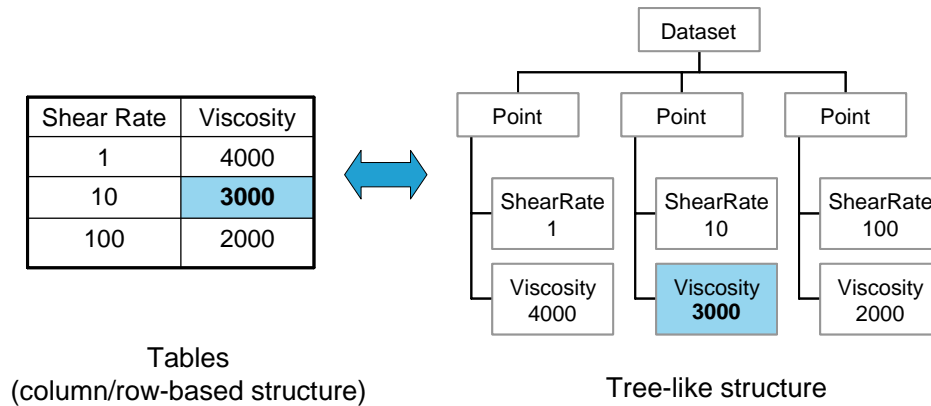 Shear Rate Viscosity
1 4000
10 3000
100 2000
Tables
(column/row-based structure)
Dataset
Point Point Point
ShearRate ShearRate ShearRate
1 10 100
Viscosity Viscosity Viscosity
4000 3000 2000
Tree-like structure